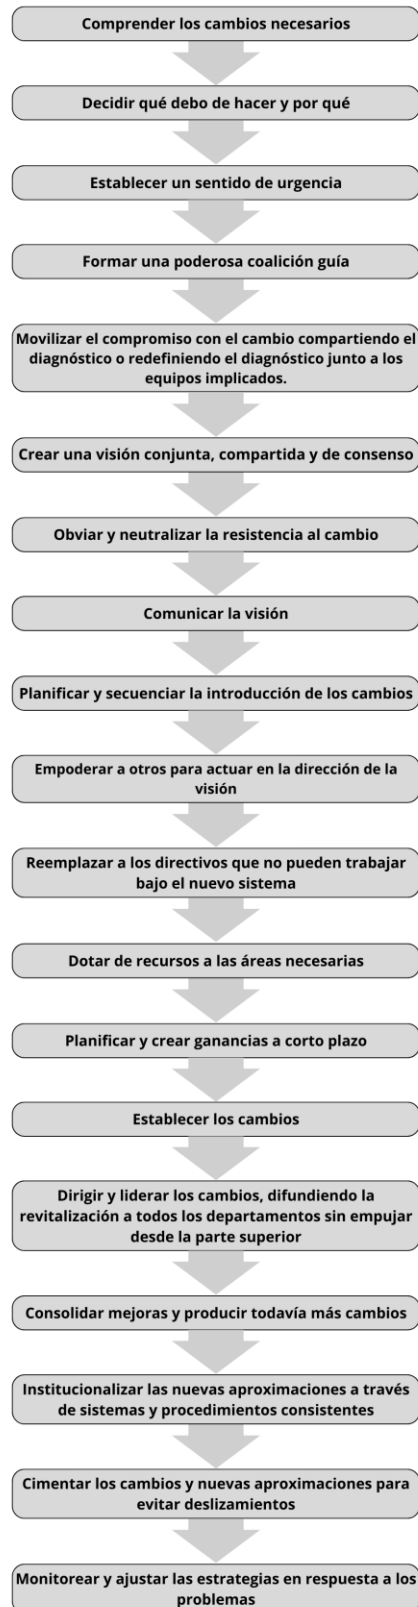 Comprender los cambios necesarios
Decidir qué debo de hacer y por qué
Establecer un sentido de urgencia
Formar una poderosa coalición guía
Movilizar el compromiso con el cambio compartiendo el
diagnóstico o redefiniendo el diagnóstico junto a los
equipos implicados.
Crear una visión conjunta, compartida y de consenso
Obviar y neutralizar la resistencia al cambio
Comunicar la visión
Planificar y secuenciar la introducción de los cambios
Empoderar a otros para actuar en la dirección de la
visión
Reemplazar a los directivos que no pueden trabajar
bajo el nuevo sistema
Dotar de recursos a las áreas necesarias
Planificar y crear ganancias a corto plazo
Establecer los cambios
Dirigir y liderar los cambios, difundiendo la
revitalización a todos los departamentos sin empujar
desde la parte superior
Consolidar mejoras y producir todavía más cambios
Institucionalizar las nuevas aproximaciones a través
de sistemas y procedimientos consistentes
Cimentar los cambios y nuevas aproximaciones para
evitar deslizamientos
Monitorear y ajustar las estrategias en respuesta a los
problemas